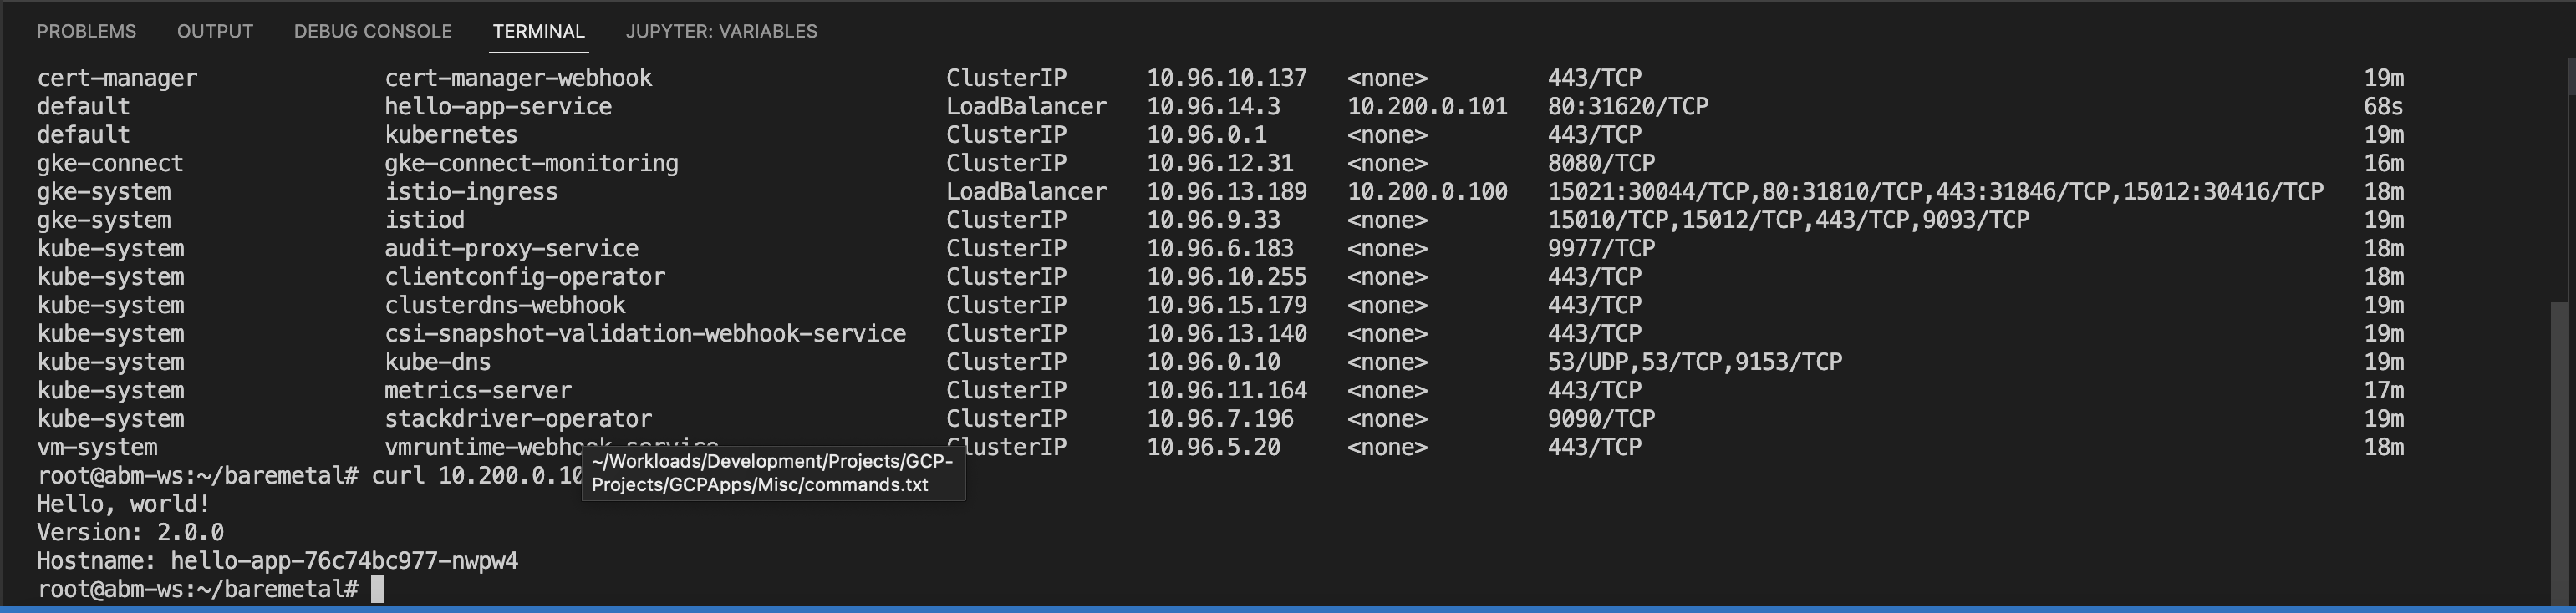 PROBLEMS OUTPUT DEBUG CONSOLE TERMINAL JUPYTER: VARIABLES
cert-manager cert-manager-webhook ClusterIP 10.96.10.137 <none> 443/TCP 19m
default hello-app-service LoadBalancer 10.96.14.3 10.200.0.101 80:31620/TCP 68s
default kubernetes ClusterIP 10.96.0.1 <none> 443/TCP 19m
gke-connect gke-connect-monitoring ClusterIP 10.96.12.31 <none> 8080/TCP 16m
gke-system istio-ingress LoadBalancer 10.96.13.189 10.200.0.100 15021:30044/TCP,80:31810/TCP,443:31846/TCP,15012:30416/TCP 18m
gke-system istiod ClusterIP 10.96.9.33 <none> 15010/TCP,15012/TCP,443/TCP,9093/TCP 19m
kube-system audit-proxy-service ClusterIP 10.96.6.183 <none> 9977/TCP 18m
kube-system clientconfig-operator ClusterIP 10.96.10.255 <none> 443/TCP 18m
kube-system clusterdns-webhook ClusterIP 10.96.15.179 <none> 443/TCP 19m
kube-system csi-snapshot-validation-webhook-service ClusterIP 10.96.13.140 <none> 443/TCP 19m
kube-system kube-dns ClusterIP 10.96.0.10 <none> 53/UDP,53/TCP,9153/TCP 19m
kube-system metrics-server ClusterIP 10.96.11.164 <none> 443/TCP 17m
kube-system stackdriver-operator ClusterIP 10.96.7.196 <none> 9090/TCP 19m
vm-system vmruntime-webhook-service ClusterIP 10.96.5.20 <none> 443/TCP 18m
root@abm-ws:~/baremetal# curl 10.200.0.10
~/Workloads/Development/Projects/GCP-
Projects/GCPApps/Misc/commands.txt
Hello, world!
Version: 2.0.0
Hostname: hello-app-76c74bc977-nwpw4
root@abm-ws:~/baremetal#